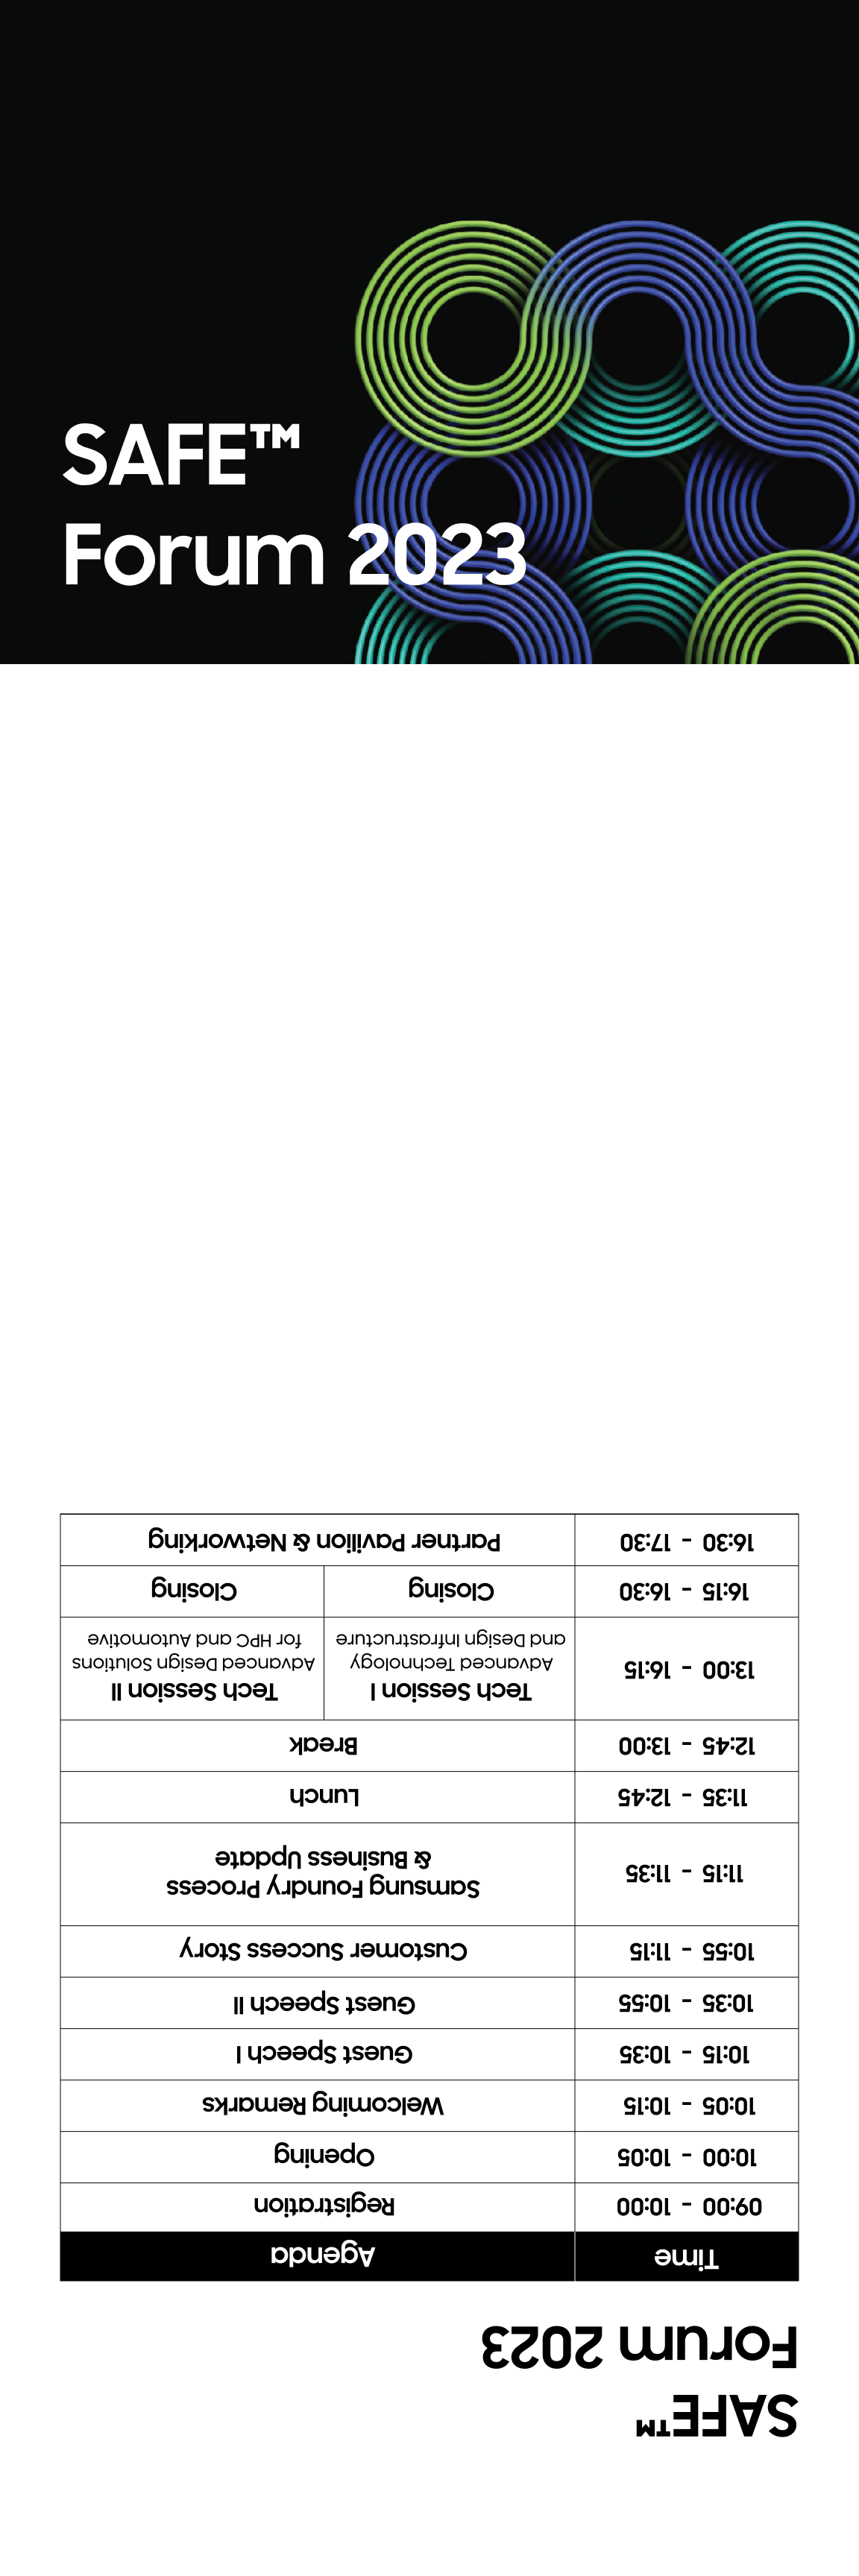 SAFE™
Forum 2023
SAFE™
Forum 2023
Time Agenda
09:00 - 10:00 Registration
10:00 - 10:05 Opening
10:05 - 10:15 Welcoming Remarks
10:15 - 10:35 Guest Speech I
10:35 - 10:55 Guest Speech II
10:55 - 11:15 Customer Success Story
11:15 - 11:35 Samsung Foundry Process
& Business Update
11:35 - 12:45 Lunch
12:45 - 13:00 Break
13:00 - 16:15
Tech Session I
Advanced Technology
and Design Infrastructure
Tech Session II
Advanced Design Solutions
for HPC and Automotive
16:15 - 16:30 Closing Closing
16:30 - 17:30 Partner Pavilion & Networking